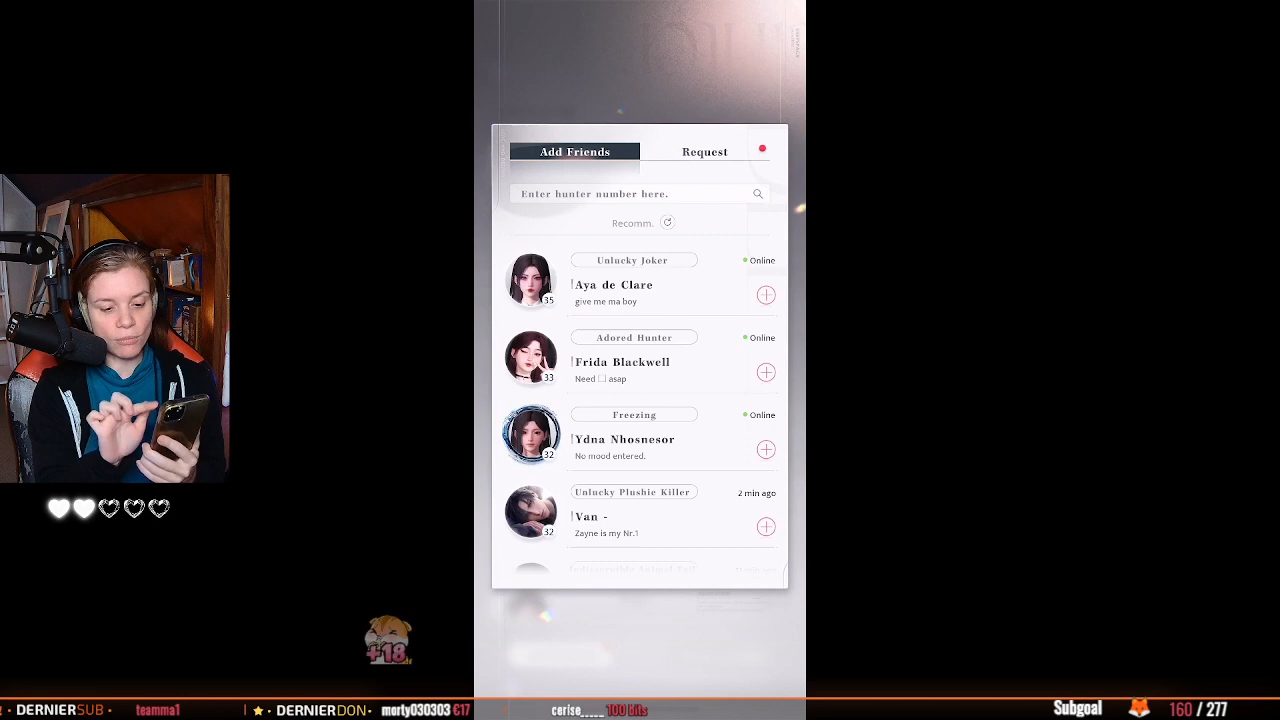 Add Friends
Request
Enter hunter number here.
Recomm.
Unlucky Joker
Online
Aya de Clare
35
give me ma boy
Adored Hunter
Online
Frida Blackwell
33
Need □ asap
Freezing
Online
Ydna Nhosnesor
32
No mood entered.
Unlucky Plushie Killer
2 min ago
Van -
32
Zayne is my Nr.1
+18
• DERNIERSUB • teamma1
• DERNIERDON • morty030303 €17
cerise_____ 100 bits
Subgoal 160 / 277